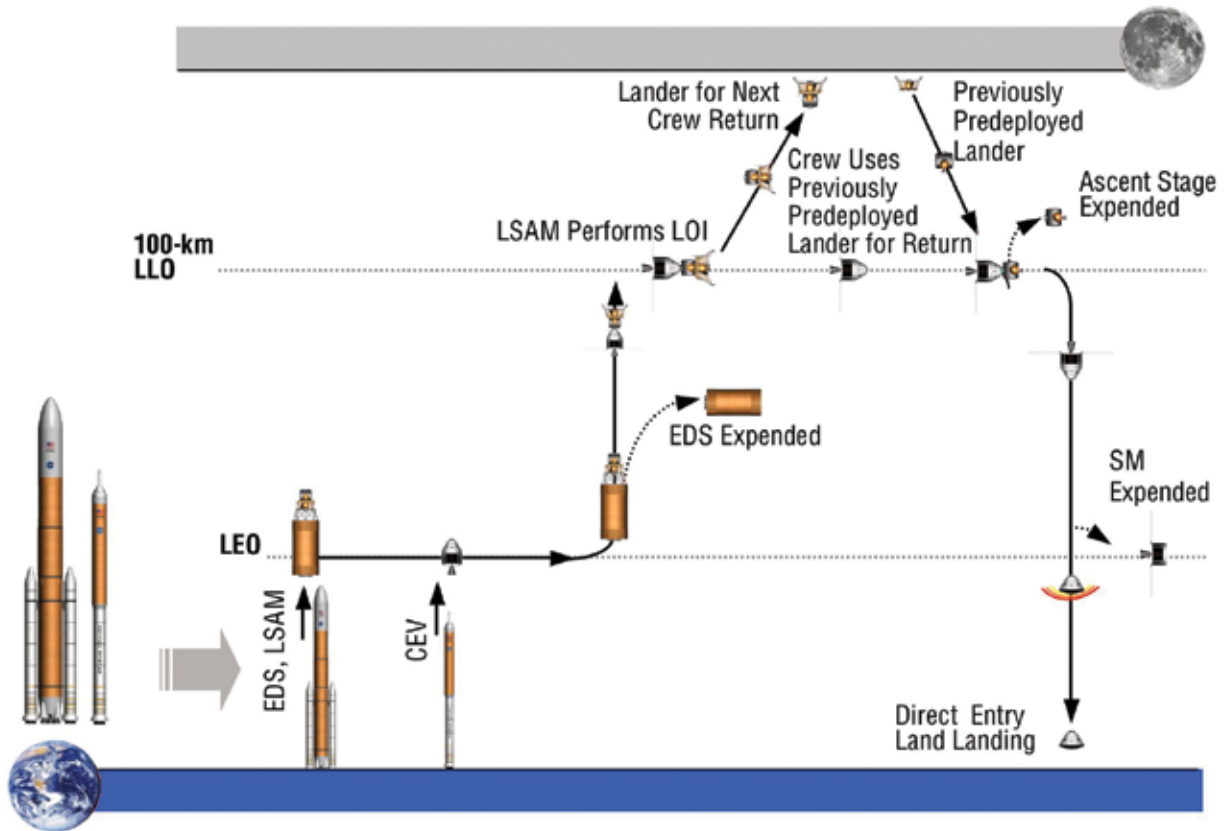 Lander for Next
Crew Return
Previously
Predeployed
Lander
Crew Uses
Previously
Predeployed
Lander for Return
Ascent Stage
Expended
LSAM Performs LOI
100-km
LLO
EDS Expended
SM
Expended
LEO
EDS, LSAM
CEV
Direct Entry
Land Landing